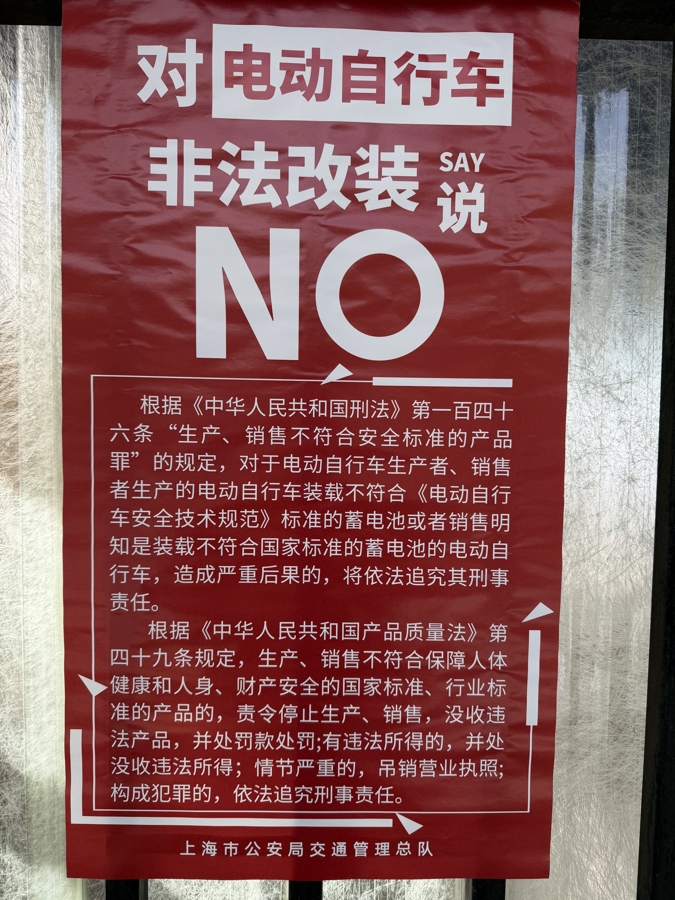 对电动自行车
非法改装 SAY 说
NO
根据《中华人民共和国刑法》第一百四十
六条“生产、销售不符合安全标准的产品
罪”的规定，对于电动自行车生产者、销售
者生产的电动自行车装载不符合《电动自行
车安全技术规范》标准的蓄电池或者销售明
知是装载不符合国家标准的蓄电池的电动自
行车，造成严重后果的，将依法追究其刑事
责任。
根据《中华人民共和国产品质量法》第
四十九条规定，生产、销售不符合保障人体
健康和人身、财产安全的国家标准、行业标
准的产品的，责令停止生产、销售，没收违
法产品，并处罚款处罚;有违法所得的，并处
没收违法所得；情节严重的，吊销营业执照;
构成犯罪的，依法追究刑事责任。
上海市公安局交通管理总队